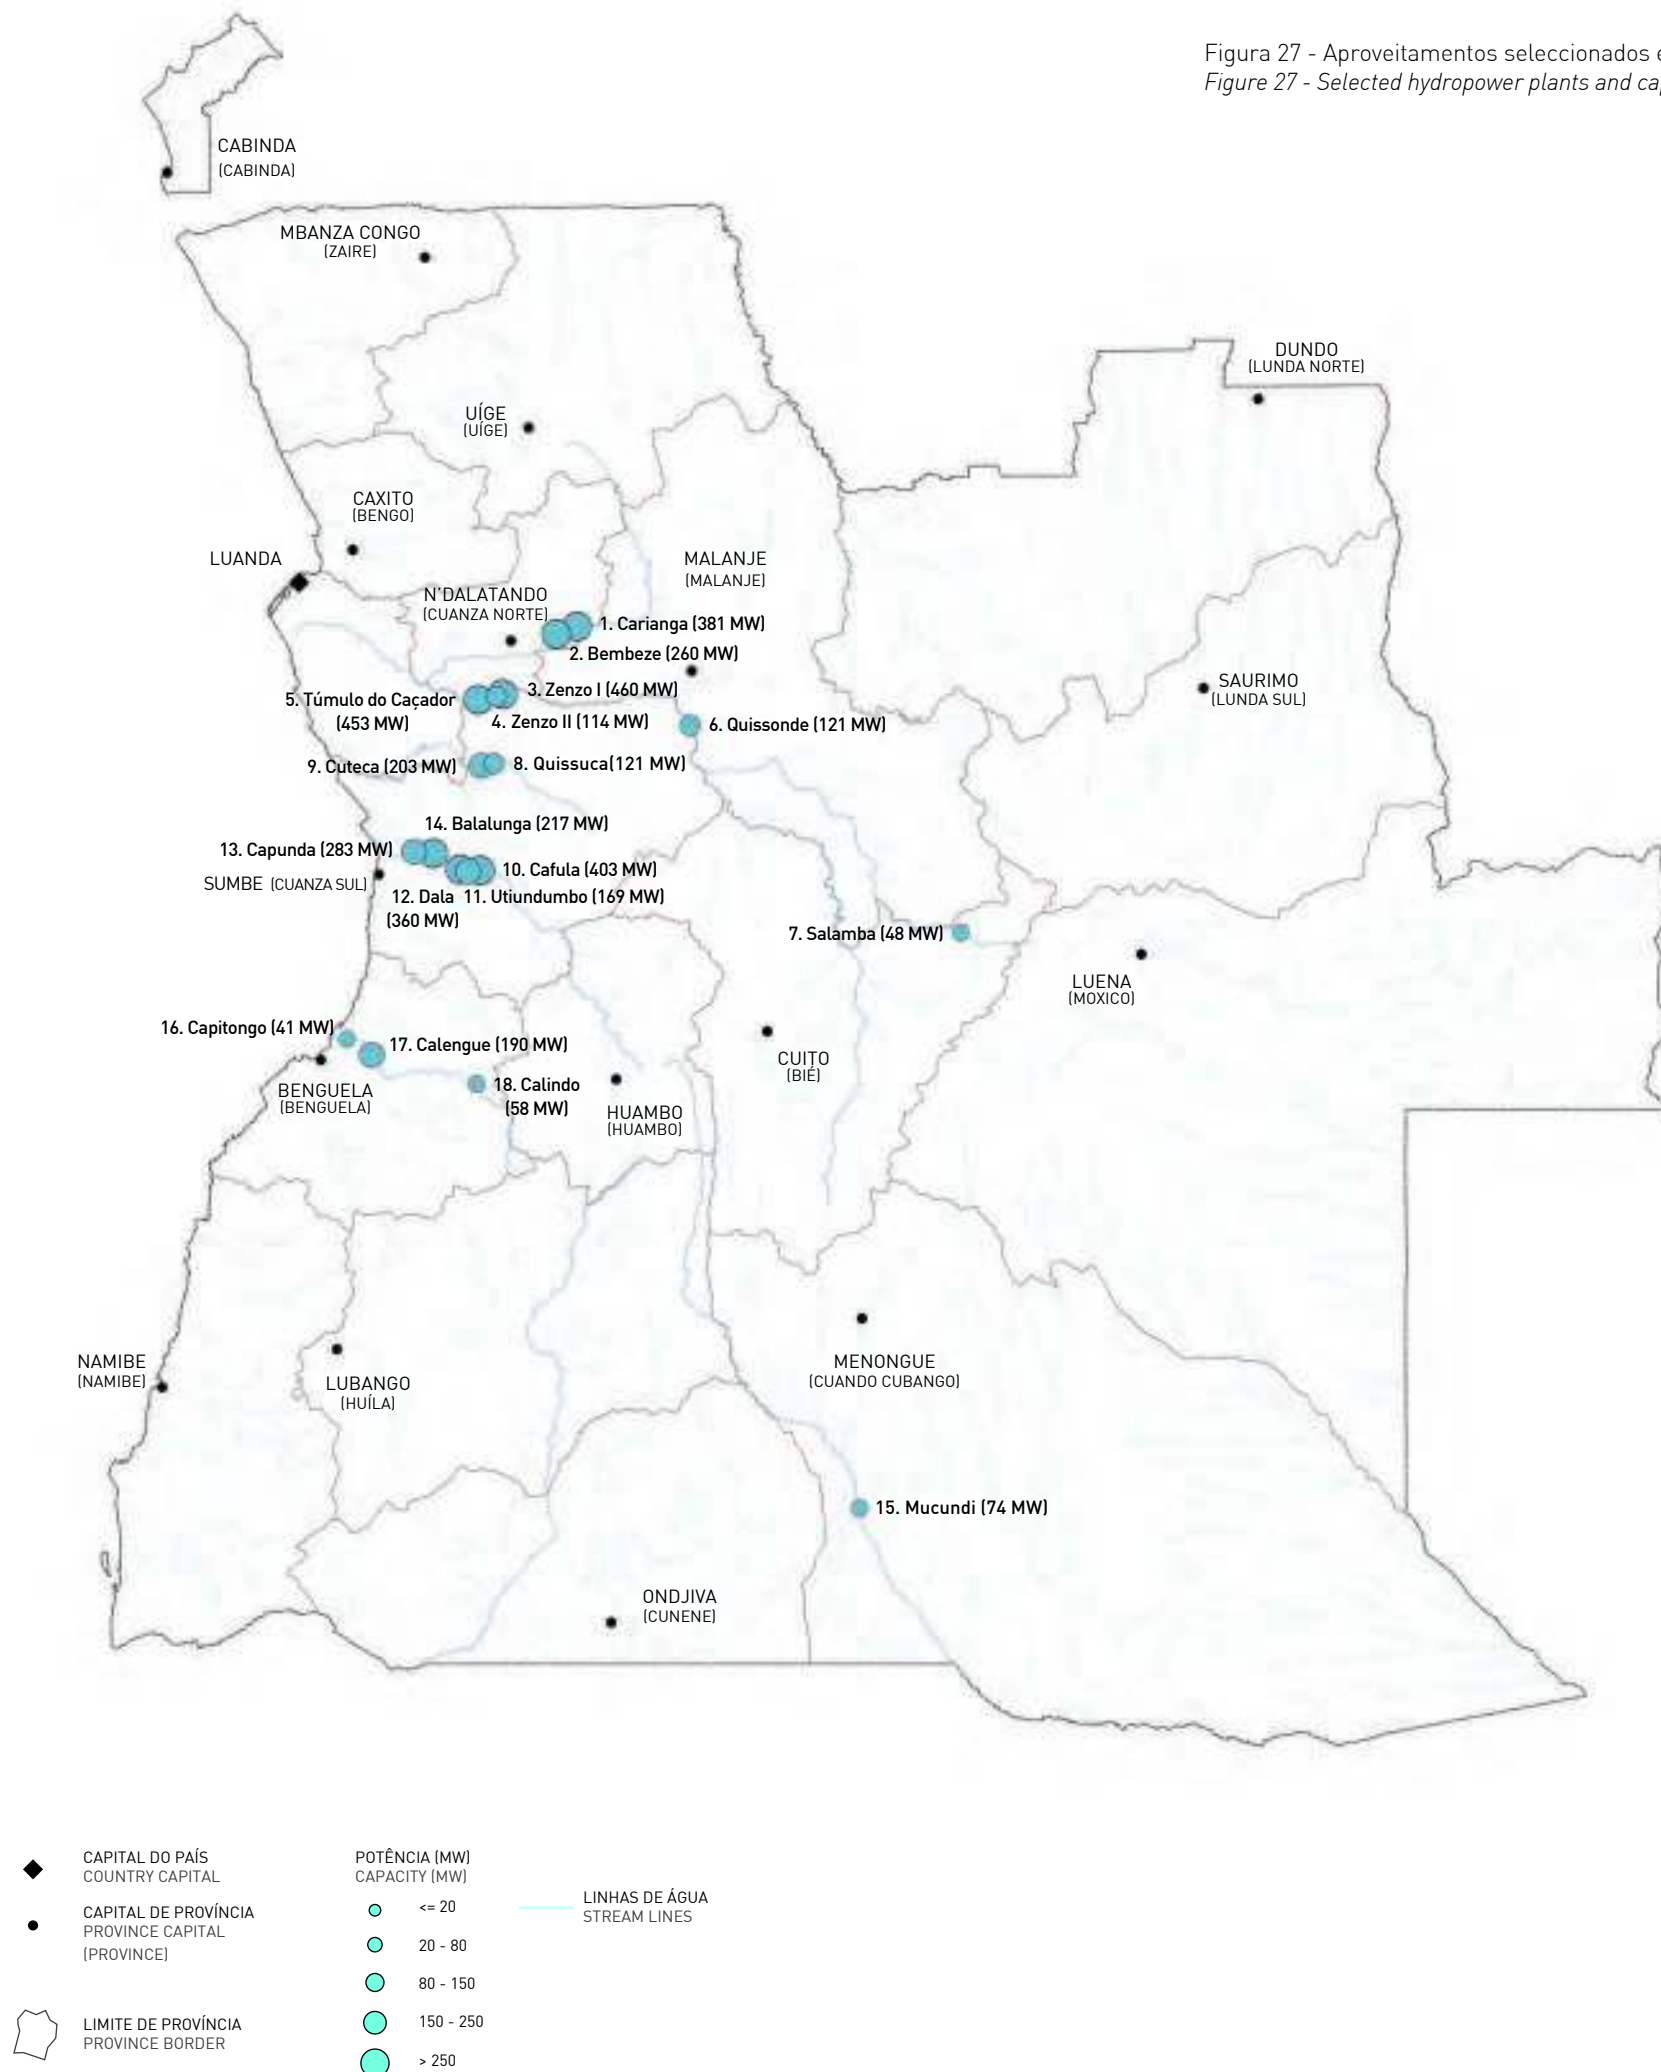 Figura 27 - Aproveitamentos seleccionados
Figure 27 - Selected hydropower plants and
CABINDA
(CABINDA)
MBANZA CONGO
(ZAIRE)
DUNDO
(LUNDA NORTE)
UÍGE
(UÍGE)
CAXITO
(BENGO)
LUANDA
MALANJE
(MALANJE)
N'DALATANDO
(CUANZA NORTE)
1. Carianga (381 MW)
2. Bembeze (260 MW)
SAURIMO
(LUNDA SUL)
3. Zenzo I (460 MW)
5. Túmulo do Caçador
(453 MW)
4. Zenzo II (114 MW)
6. Quissonde (121 MW)
9. Cuteca (203 MW)
8. Quissuca(121 MW)
14. Balalunga (217 MW)
13. Capunda (283 MW)
10. Cafula (403 MW)
SUMBE (CUANZA SUL)
12. Dala
(360 MW)
11. Utiundumbo (169 MW)
7. Salamba (48 MW)
LUENA
(MOXICO)
16. Capitongo (41 MW)
17. Calengue (190 MW)
CUITO
(BIÉ)
18. Calindo
(58 MW)
BENGUELA
(BENGUELA)
HUAMBO
(HUAMBO)
NAMIBE
(NAMIBE)
LUBANGO
(HUÍLA)
MENONGUE
(CUANDO CUBANGO)
15. Mucundi (74 MW)
ONDJIVA
(CUNENE)
CAPITAL DO PAÍS
COUNTRY CAPITAL
CAPITAL DE PROVÍNCIA
PROVINCE CAPITAL
(PROVINCE)
LIMITE DE PROVÍNCIA
PROVINCE BORDER
POTÊNCIA (MW)
CAPACITY (MW)
<= 20
20 - 80
80 - 150
150 - 250
> 250
LINHAS DE ÁGUA
STREAM LINES